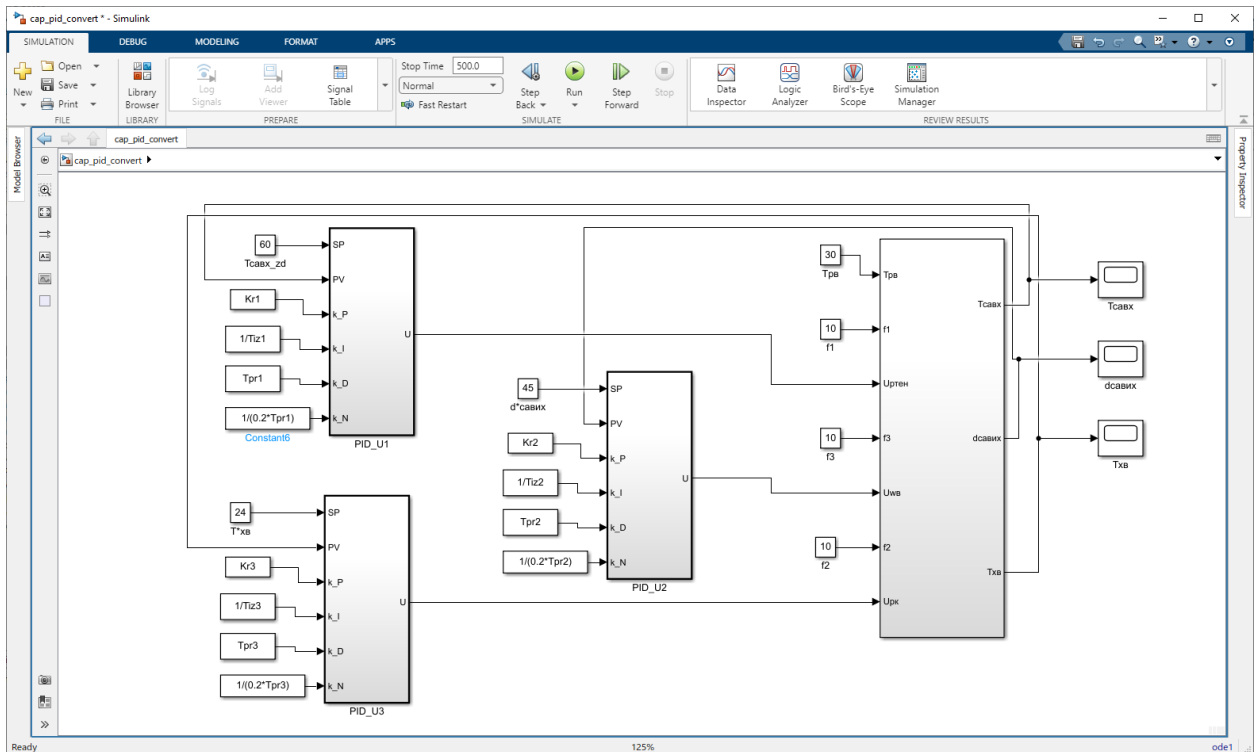 cap_pid_convert * - Simulink
SIMULATION DEBUG MODELING FORMAT APPS
New
Open
Save
Print
FILE
Library Browser
LIBRARY
Log Signals
Add Viewer
Signal Table
PREPARE
Stop Time 500.0
Normal
Fast Restart
Step Back
Run
Step Forward
Stop
SIMULATE
Data Inspector
Logic Analyzer
Bird's-Eye Scope
Simulation Manager
REVIEW RESULTS
Model Browser
cap_pid_convert
cap_pid_convert
Property Inspector
60
Тсавх_zd
Kr1
1/Tiz1
Tpr1
1/(0.2*Tpr1)
Constant6
SP
PV
k_P
k_I
k_D
k_N
U
PID_U1
45
d*савих
Kr2
1/Tiz2
Tpr2
1/(0.2*Tpr2)
SP
PV
k_P
k_I
k_D
k_N
U
PID_U2
24
Т*хв
Kr3
1/Tiz3
Tpr3
1/(0.2*Tpr3)
SP
PV
k_P
k_I
k_D
k_N
U
PID_U3
30
Трв
10
f1
10
f3
10
f2
Трв
f1
Uртен
f3
Uwв
f2
Uрк
Тсавх
dсавих
Тхв
Тсавх
dсавих
Тхв
Ready
125%
ode1